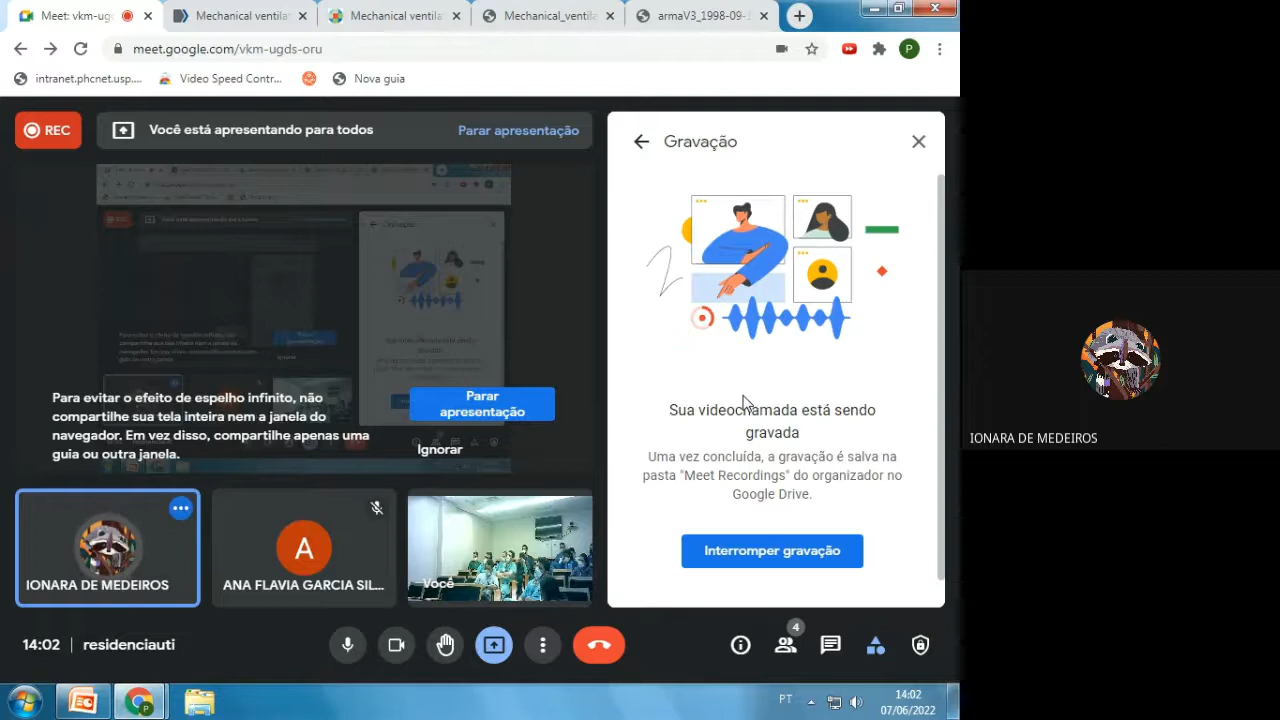 Meet: vkm-ug
Mechanical ventila
Mechanical ventila
Mechanical_ventil
armaV3_1998-09-
meet.google.com/vkm-ugds-oru
P
intranet.phcnet.usp....
Video Speed Contr...
Nova guia
REC
Você está apresentando para todos
Parar apresentação
Gravação
Para evitar o efeito de espelho infinito, não
compartilhe sua tela inteira nem a janela do
navegador. Em vez disso, compartilhe apenas uma
guia ou outra janela.
Parar
apresentação
Ignorar
Sua videochamada está sendo
gravada
Uma vez concluída, a gravação é salva na
pasta "Meet Recordings" do organizador no
Google Drive.
Interromper gravação
IONARA DE MEDEIROS
A
ANA FLAVIA GARCIA SIL...
Você
IONARA DE MEDEIROS
14:02 | residenciauti
4
PT
14:02
07/06/2022